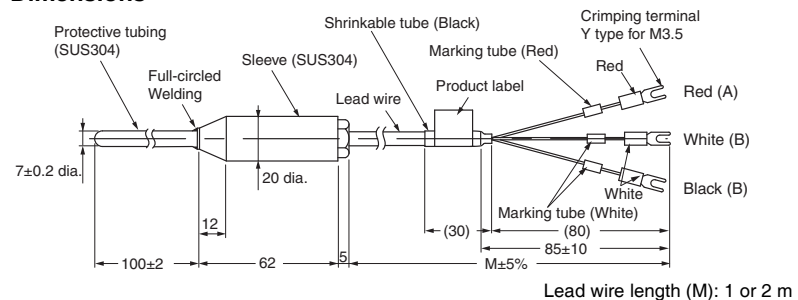 Dimensions
Protective tubing
(SUS304)
Full-circled
Welding
Sleeve (SUS304)
Shrinkable tube (Black)
Lead wire
Marking tube (Red)
Product label
Crimping terminal
Y type for M3.5
Red
Red (A)
White (B)
Black (B)
White
Marking tube (White)
7±0.2 dia.
20 dia.
12
(30)
(80)
85±10
100±2
62
5
M±5%
Lead wire length (M): 1 or 2 m